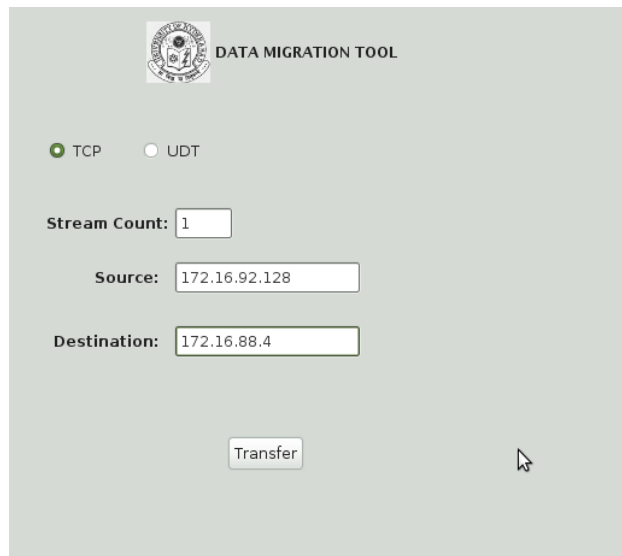 DATA MIGRATION TOOL
TCP UDT
Stream Count: 1
Source: 172.16.92.128
Destination: 172.16.88.4
Transfer